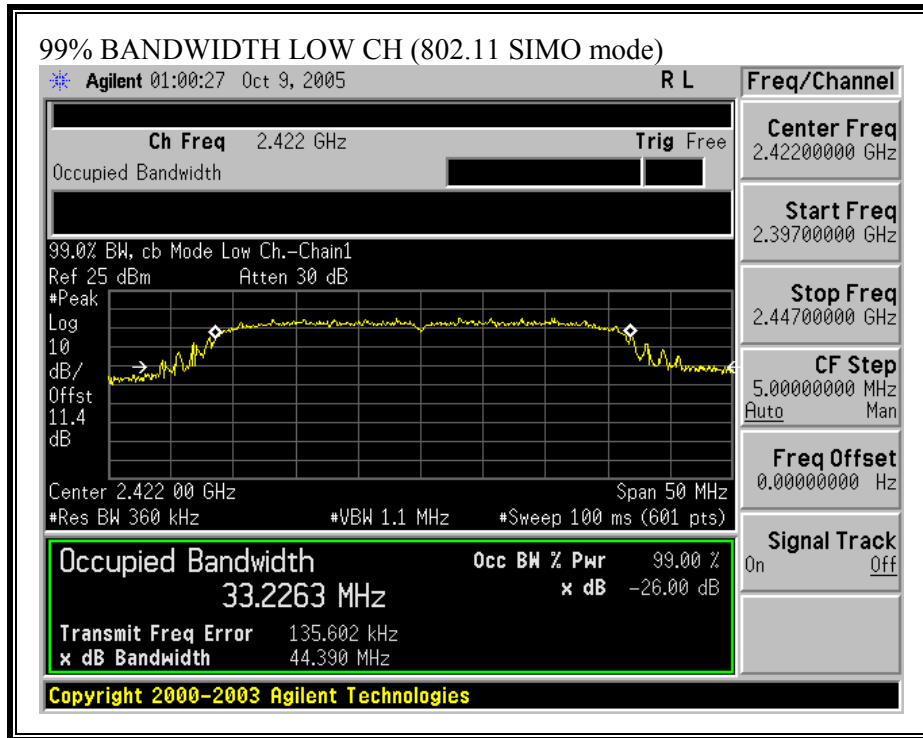 99% BANDWIDTH LOW CH (802.11 SIMO mode)
Agilent 01:00:27 Oct 9, 2005 R L
Ch Freq 2.422 GHz Trig Free
Occupied Bandwidth
99.0% BW, cb Mode Low Ch.-Chain1
Ref 25 dBm Atten 30 dB
#Peak
Log
10
dB/
Offst
11.4
dB
Center 2.422 00 GHz Span 50 MHz
#Res BW 360 kHz #VBW 1.1 MHz #Sweep 100 ms (601 pts)
Occupied Bandwidth Occ BW % Pwr 99.00 %
33.2263 MHz x dB -26.00 dB
Transmit Freq Error 135.602 kHz
x dB Bandwidth 44.390 MHz
Copyright 2000-2003 Agilent Technologies
Freq/Channel
Center Freq
2.42200000 GHz
Start Freq
2.39700000 GHz
Stop Freq
2.44700000 GHz
CF Step
5.00000000 MHz
Auto Man
Freq Offset
0.00000000 Hz
Signal Track
On Off